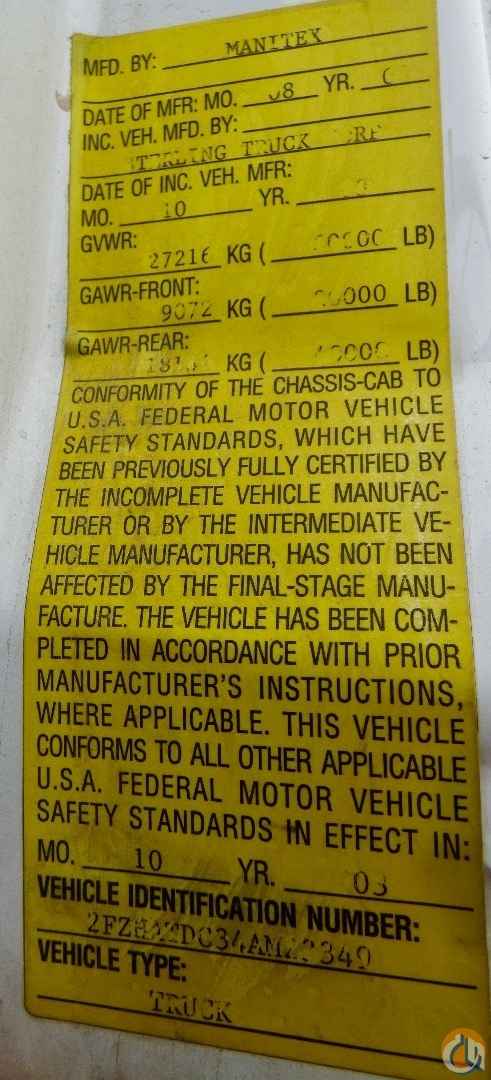 MFD. BY: MANITEX
DATE OF MFR: MO. 08 YR.
INC. VEH. MFD. BY:
STERLING TRUCK
DATE OF INC. VEH. MFR:
MO. 10 YR.
GVWR:
27216 KG ( LB)
GAWR-FRONT:
9072 KG ( 20000 LB)
GAWR-REAR:
KG ( 40000 LB)
CONFORMITY OF THE CHASSIS-CAB TO
U.S.A. FEDERAL MOTOR VEHICLE
SAFETY STANDARDS, WHICH HAVE
BEEN PREVIOUSLY FULLY CERTIFIED BY
THE INCOMPLETE VEHICLE MANUFAC-
TURER OR BY THE INTERMEDIATE VE-
HICLE MANUFACTURER, HAS NOT BEEN
AFFECTED BY THE FINAL-STAGE MANU-
FACTURE. THE VEHICLE HAS BEEN COM-
PLETED IN ACCORDANCE WITH PRIOR
MANUFACTURER'S INSTRUCTIONS,
WHERE APPLICABLE. THIS VEHICLE
CONFORMS TO ALL OTHER APPLICABLE
U.S.A. FEDERAL MOTOR VEHICLE
SAFETY STANDARDS IN EFFECT IN:
MO. 10 YR. 03
VEHICLE IDENTIFICATION NUMBER:
VEHICLE TYPE:
TRUCK